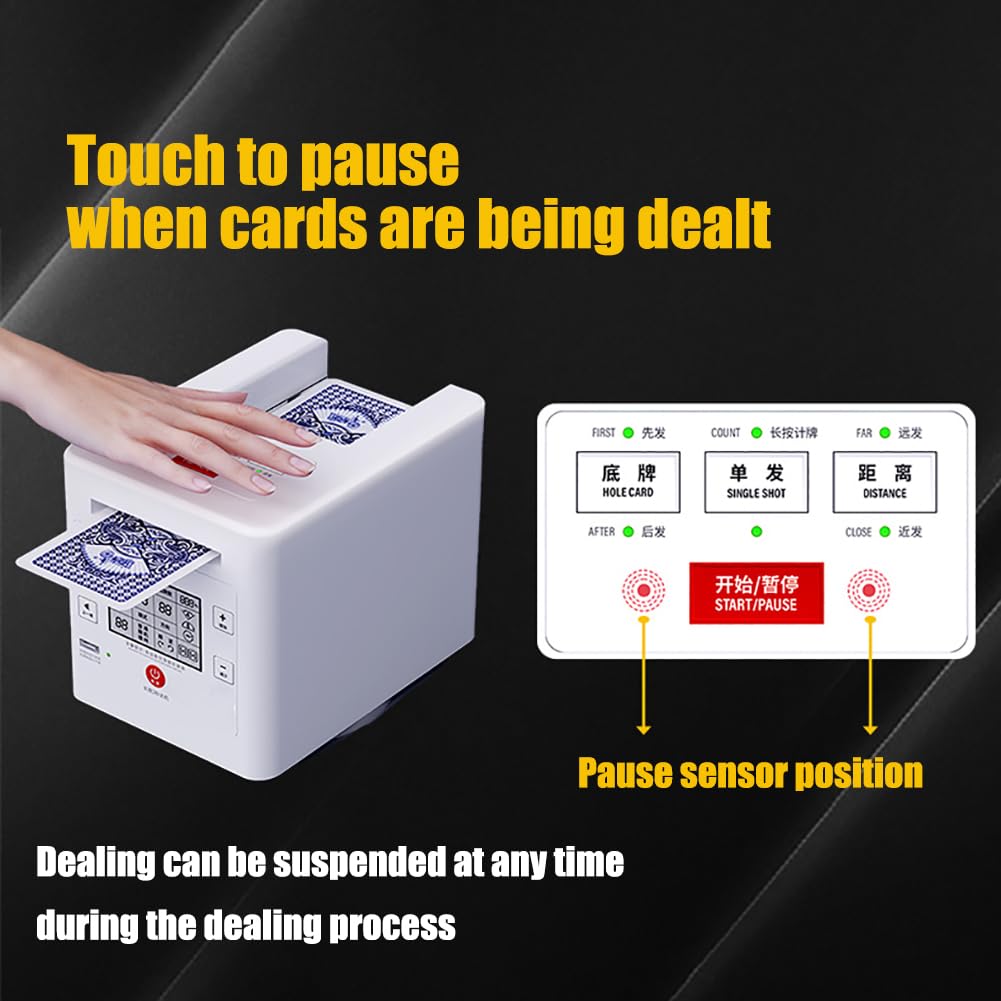 Touch to pause
when cards are being dealt
FIRST 先发
COUNT 长按计牌
FAR 远发
底牌
HOLE CARD
单发
SINGLE SHOT
距离
DISTANCE
AFTER 后发
CLOSE 近发
开始/暂停
START/PAUSE
Pause sensor position
Dealing can be suspended at any time
during the dealing process